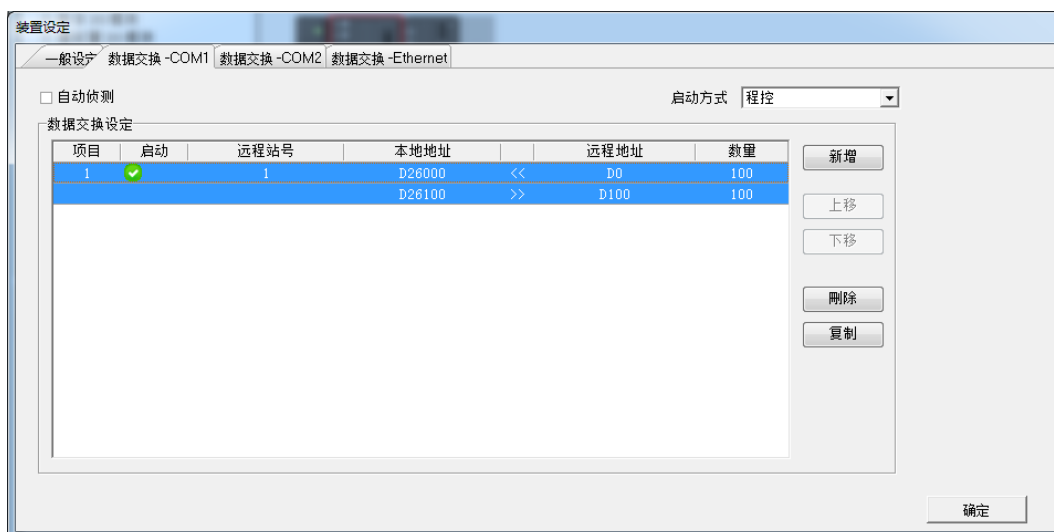 装置设定
一般设定 数据交换 -COM1 数据交换 -COM2 数据交换 -Ethernet
自动侦测 启动方式 程控
数据交换设定
项目 启动 远程站号 本地地址 远程地址 数量
1 1 D26000 << D0 100
D26100 >> D100 100
新增
上移
下移
刪除
复制
确定